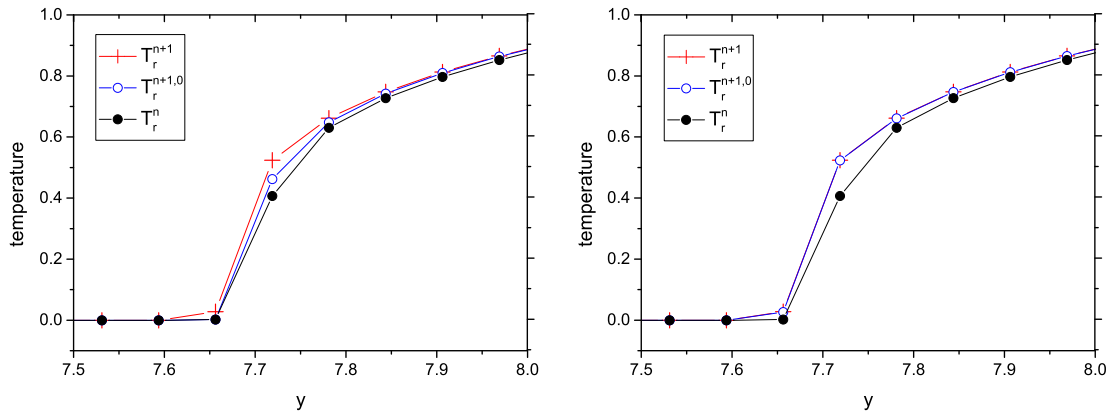 1.0
0.8
0.6
0.4
0.2
0.0
temperature
T_r^{n+1}
T_r^{n+1,0}
T_r^n
7.5 7.6 7.7 7.8 7.9 8.0
y
1.0
0.8
0.6
0.4
0.2
0.0
temperature
T_r^{n+1}
T_r^{n+1,0}
T_r^n
7.5 7.6 7.7 7.8 7.9 8.0
y